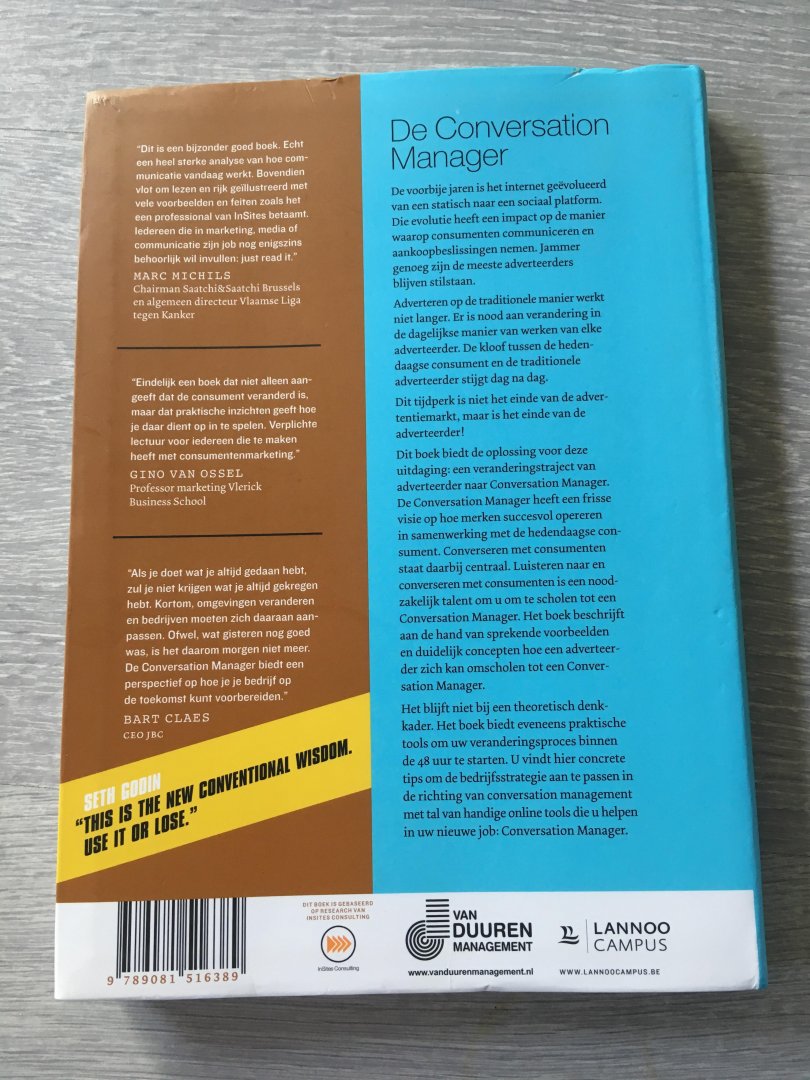 "Dit is een bijzonder goed boek. Echt
een heel sterke analyse van hoe com-
municatie vandaag werkt. Bovendien
vlot om lezen en rijk geïllustreerd met
vele voorbeelden en feiten zoals het
een professional van InSites betaamt.
Iedereen die in marketing, media of
communicatie zijn job nog enigszins
behoorlijk wil invullen: just read it."
MARC MICHILS
Chairman Saatchi&Saatchi Brussels
en algemeen directeur Vlaamse Liga
tegen Kanker
"Eindelijk een boek dat niet alleen aan-
geeft dat de consument veranderd is,
maar dat praktische inzichten geeft hoe
je daar dient op in te spelen. Verplichte
lectuur voor iedereen die te maken
heeft met consumentenmarketing."
GINO VAN OSSEL
Professor marketing Vlerick
Business School
"Als je doet wat je altijd gedaan hebt,
zul je niet krijgen wat je altijd gekregen
hebt. Kortom, omgevingen veranderen
en bedrijven moeten zich daaraan aan-
passen. Ofwel, wat gisteren nog goed
was, is het daarom morgen niet meer.
De Conversation Manager biedt een
perspectief op hoe je je bedrijf op
de toekomst kunt voorbereiden."
BART CLAES
CEO JBC
SETH GODIN
"THIS IS THE NEW CONVENTIONAL WISDOM.
USE IT OR LOSE."
De Conversation
Manager
De voorbije jaren is het internet geëvolueerd
van een statisch naar een sociaal platform.
Die evolutie heeft een impact op de manier
waarop consumenten communiceren en
aankoopbeslissingen nemen. Jammer
genoeg zijn de meeste adverteerders
blijven stilstaan.
Adverteren op de traditionele manier werkt
niet langer. Er is nood aan verandering in
de dagelijkse manier van werken van elke
adverteerder. De kloof tussen de heden-
daagse consument en de traditionele
adverteerder stijgt dag na dag.
Dit tijdperk is niet het einde van de adver-
tentiemarkt, maar is het einde van de
adverteerder!
Dit boek biedt de oplossing voor deze
uitdaging: een veranderingstraject van
adverteerder naar Conversation Manager.
De Conversation Manager heeft een frisse
visie op hoe merken succesvol opereren
in samenwerking met de hedendaagse con-
sument. Converseren met consumenten
staat daarbij centraal. Luisteren naar en
converseren met consumenten is een nood-
zakelijk talent om u om te scholen tot een
Conversation Manager. Het boek beschrijft
aan de hand van sprekende voorbeelden
en duidelijk concepten hoe een adverteer-
der zich kan omscholen tot een Conver-
sation Manager.
Het blijft niet bij een theoretisch denk-
kader. Het boek biedt eveneens praktische
tools om uw veranderingsproces binnen
de 48 uur te starten. U vindt hier concrete
tips om de bedrijfsstrategie aan te passen in
de richting van conversation management
met tal van handige online tools die u helpen
in uw nieuwe job: Conversation Manager.
9 789081 516389
DIT BOEK IS GEBASEERD
OP RESEARCH VAN
INSITES CONSULTING
InSites Consulting
VAN
DUUREN
MANAGEMENT
www.vanduurenmanagement.nl
LANNOO
CAMPUS
WWW.LANNOOCAMPUS.BE